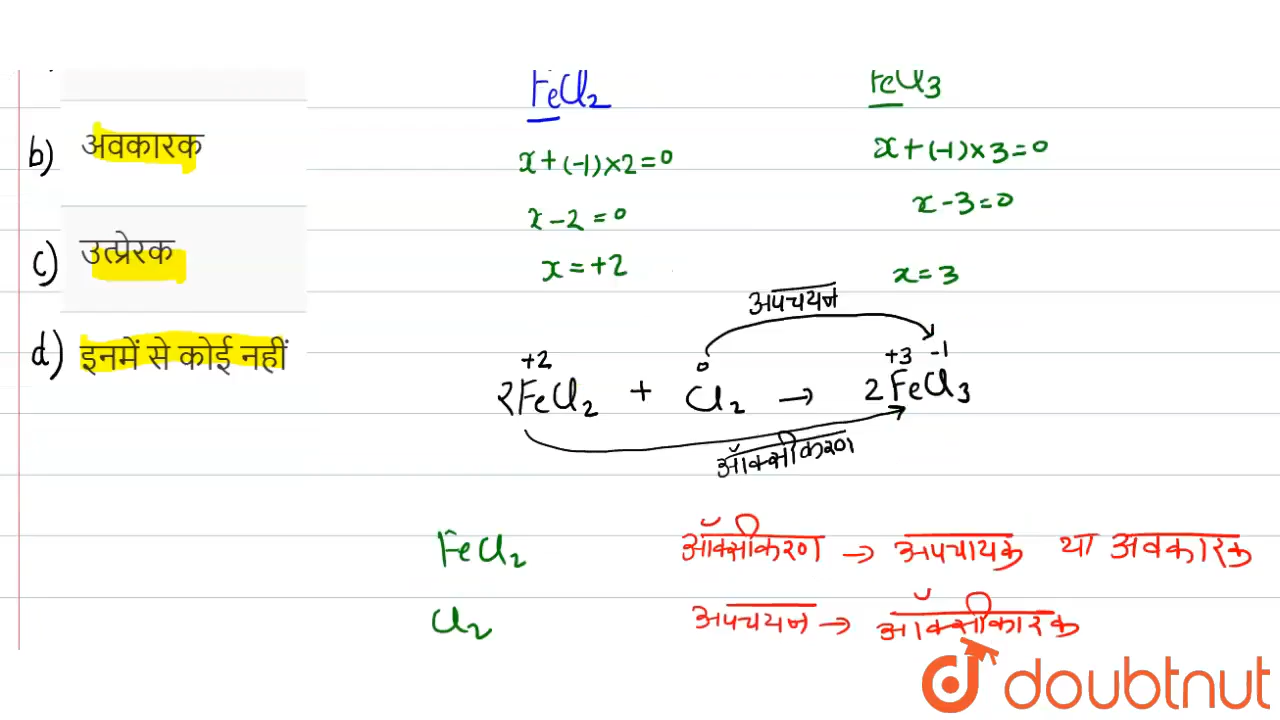 FeCl₂ FeCl₃
b) अवकारक x+(-1)×2=0 x+(-1)×3=0
x-2=0 x-3=0
c) उत्प्रेरक x=+2 x=3
अपचयन
d) इनमें से कोई नहीं +2 0 +3 -1
2FeCl₂ + Cl₂ → 2FeCl₃
ऑक्सीकरण
FeCl₂ ऑक्सीकरण → अपचायक या अवकारक
Cl₂ अपचयन → ऑक्सीकारक
doubtnut